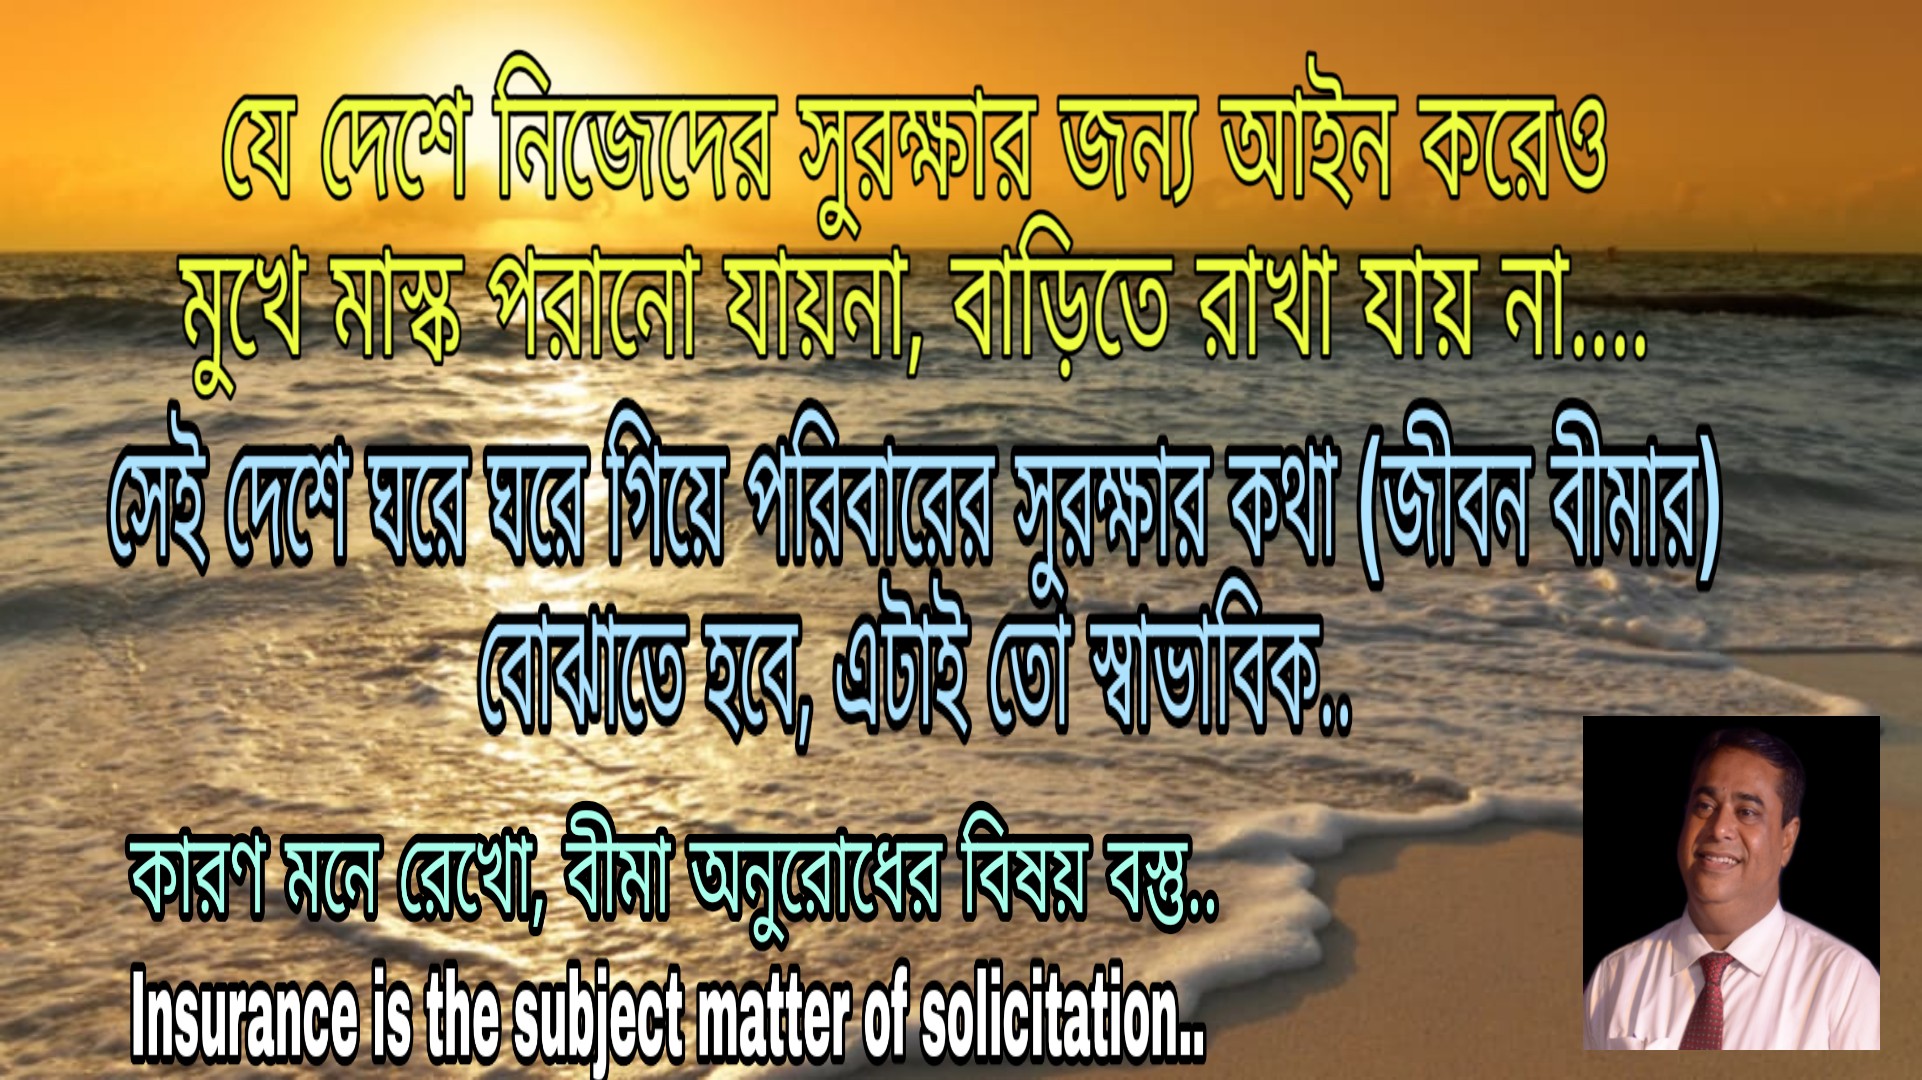 যে দেশে নিজেদের সুরক্ষার জন্য আইন করেও
মুখে মাস্ক পরানো যায়না, বাড়িতে রাখা যায় না....
সেই দেশে ঘরে ঘরে গিয়ে পরিবারের সুরক্ষার কথা (জীবন বীমার)
বোঝাতে হবে, এটাই তো স্বাভাবিক..
কারণ মনে রেখো, বীমা অনুরোধের বিষয় বস্তু..
Insurance is the subject matter of solicitation..